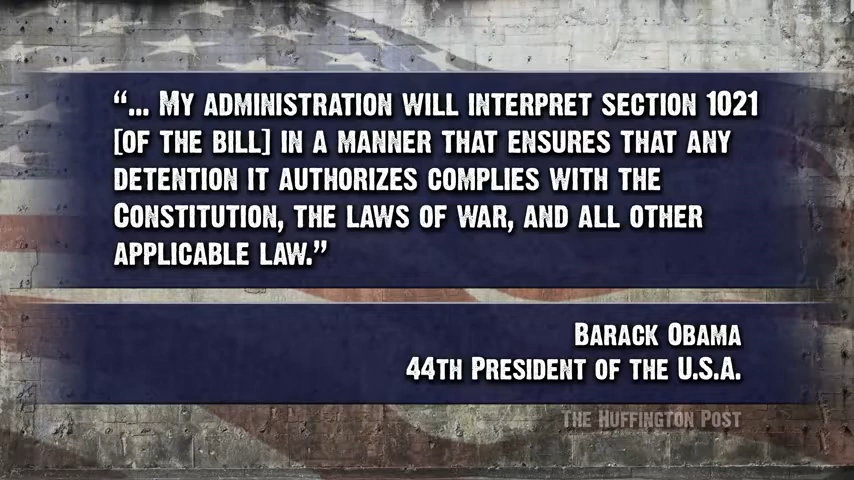 “... My administration will interpret section 1021
[of the bill] in a manner that ensures that any
detention it authorizes complies with the
Constitution, the laws of war, and all other
applicable law.”
Barack Obama
44th President of the U.S.A.
The Huffington Post